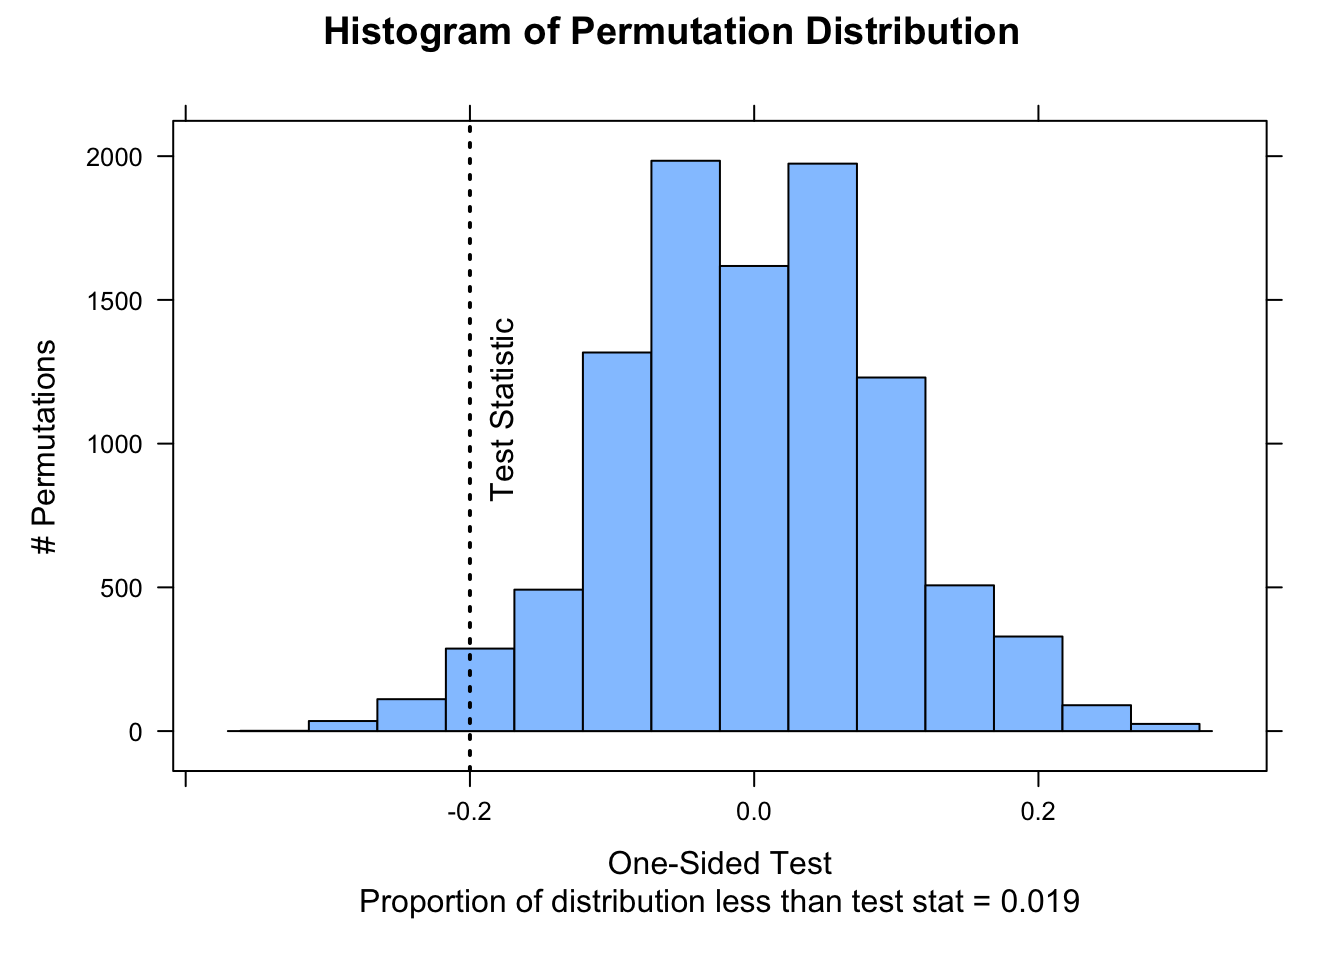 Histogram of Permutation Distribution
2000
1500
1000
500
0
# Permutations
Test Statistic
-0.2
0.0
0.2
One-Sided Test
Proportion of distribution less than test stat = 0.019